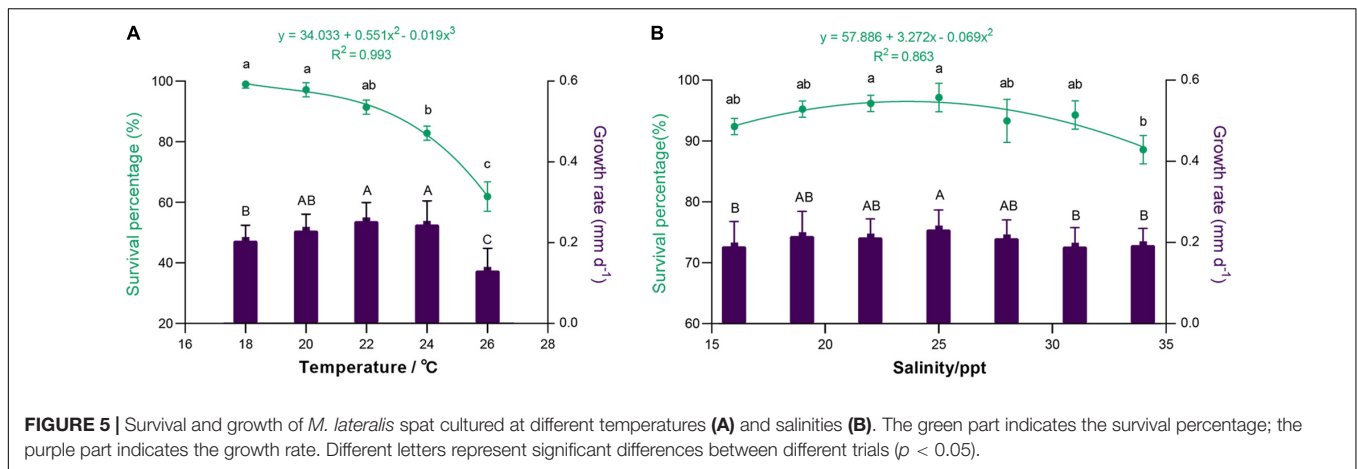 A
y = 34.033 + 0.551x² - 0.019x³
R² = 0.993
a
a
ab
b
c
B
AB
A
A
C
100
80
60
40
20
0.6
0.4
0.2
0.0
16
18
20
22
24
26
28
Survival percentage (%)
Growth rate (mm d⁻¹)
Temperature / °C
B
y = 57.886 + 3.272x - 0.069x²
R² = 0.863
ab
ab
a
a
ab
ab
b
B
AB
AB
A
AB
B
B
100
90
80
70
60
0.6
0.4
0.2
0.0
15
20
25
30
35
Survival percentage(%)
Growth rate (mm d⁻¹)
Salinity/ppt
FIGURE 5 | Survival and growth of M. lateralis spat cultured at different temperatures (A) and salinities (B). The green part indicates the survival percentage; the
purple part indicates the growth rate. Different letters represent significant differences between different trials (p < 0.05).